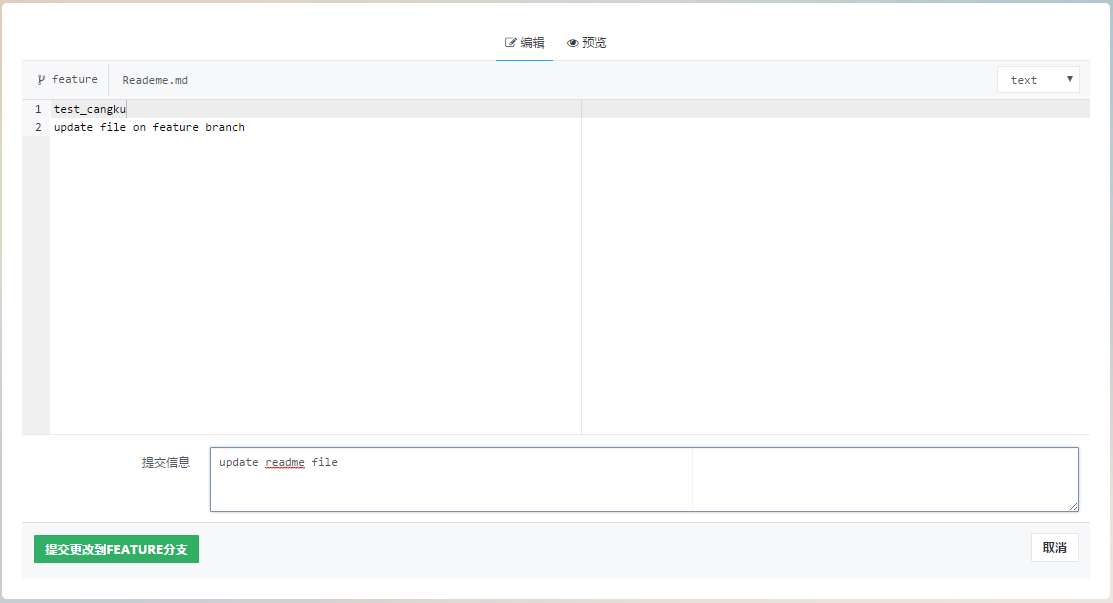 编辑 预览
feature Reademe.md text
1 test_cangku
2 update file on feature branch
提交信息 update readme file
提交更改到FEATURE分支 取消